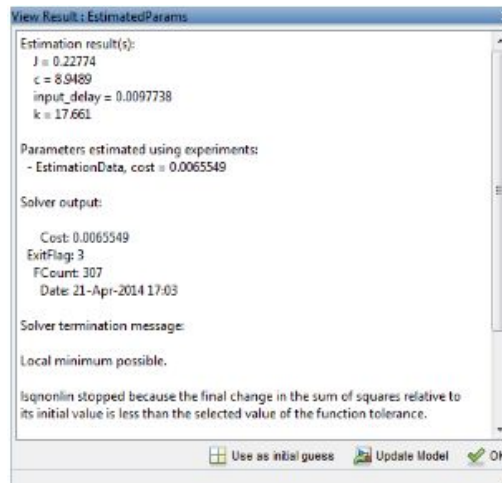 View Result : EstimatedParams
Estimation result(s):
J = 0.22774
c = 8.9489
input_delay = 0.0097738
k = 17.661
Parameters estimated using experiments:
- EstimationData, cost = 0.0065549
Solver output:
Cost: 0.0065549
ExitFlag: 3
FCount: 307
Date: 21-Apr-2014 17:03
Solver termination message:
Local minimum possible.
lsqnonlin stopped because the final change in the sum of squares relative to
its initial value is less than the selected value of the function tolerance.
Use as initial guess Update Model OK